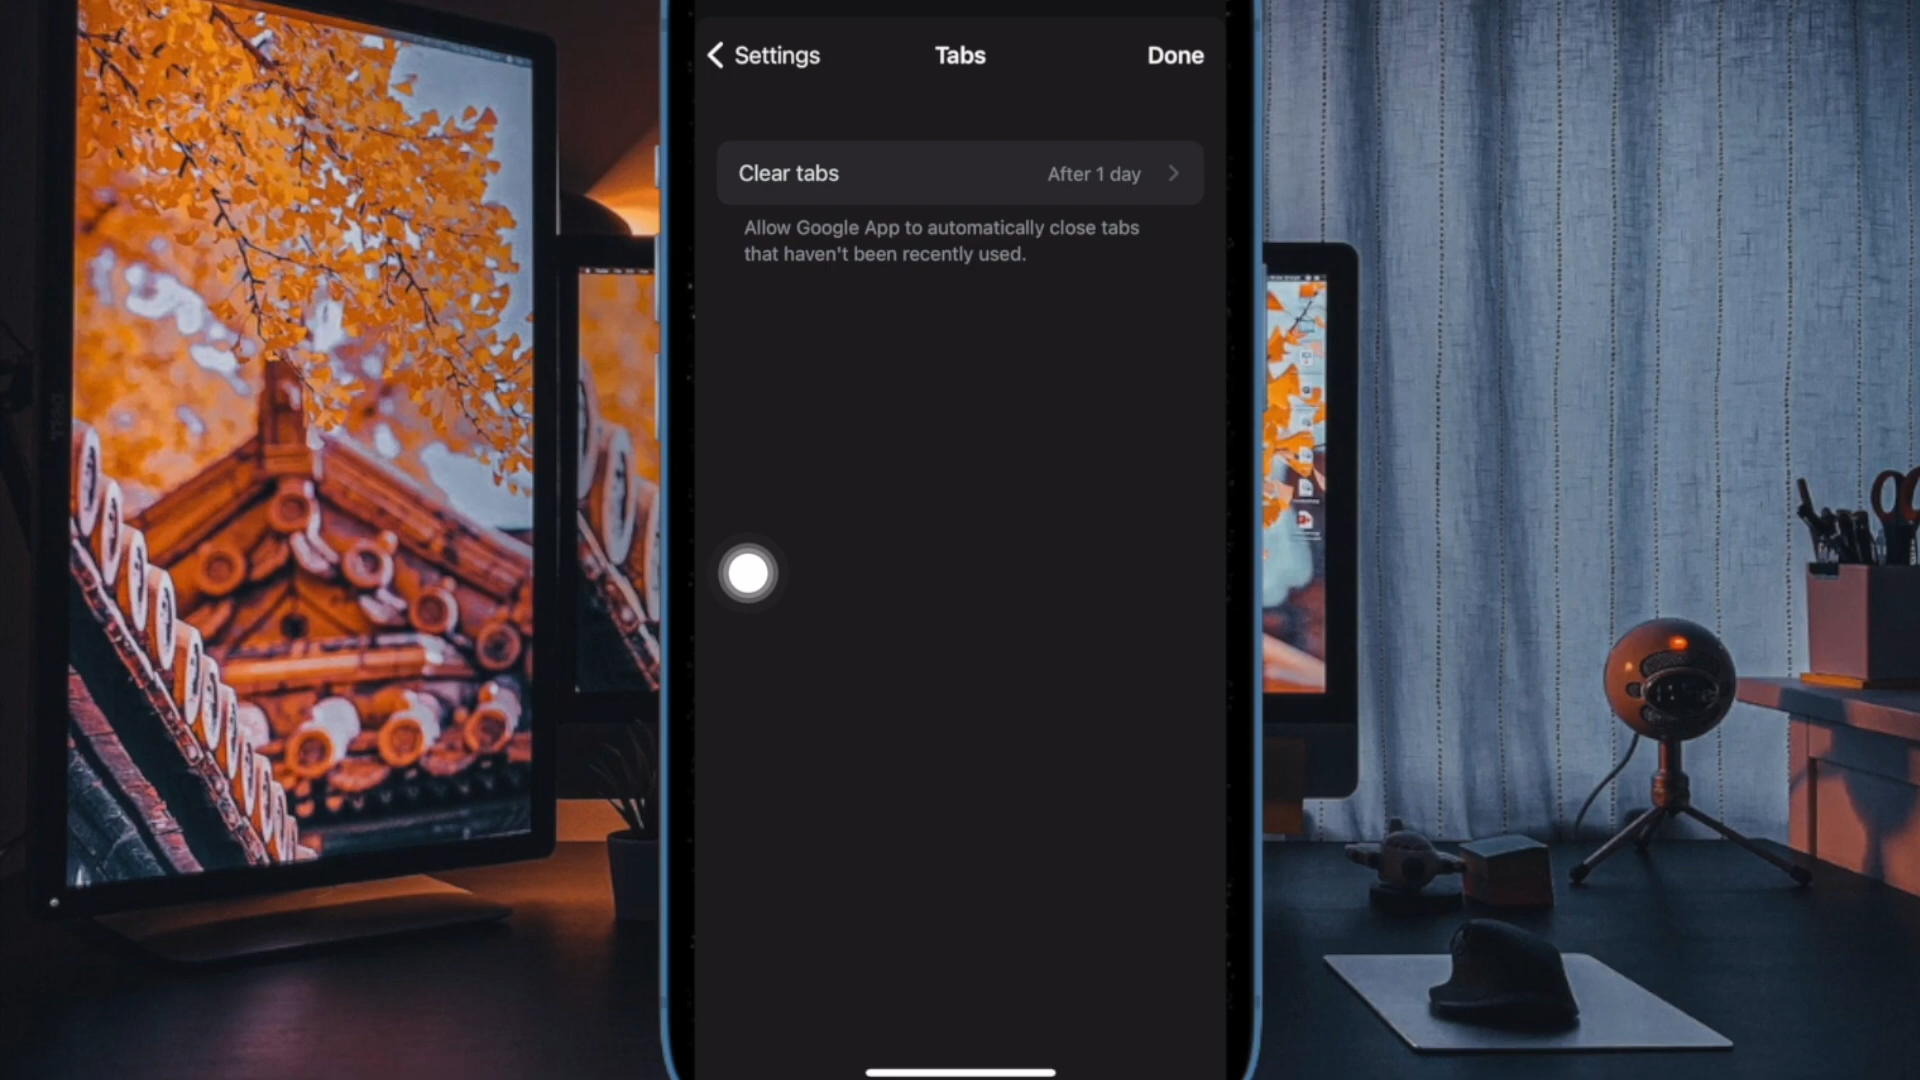 Settings
Tabs
Done
Clear tabs
After 1 day
Allow Google App to automatically close tabs
that haven't been recently used.